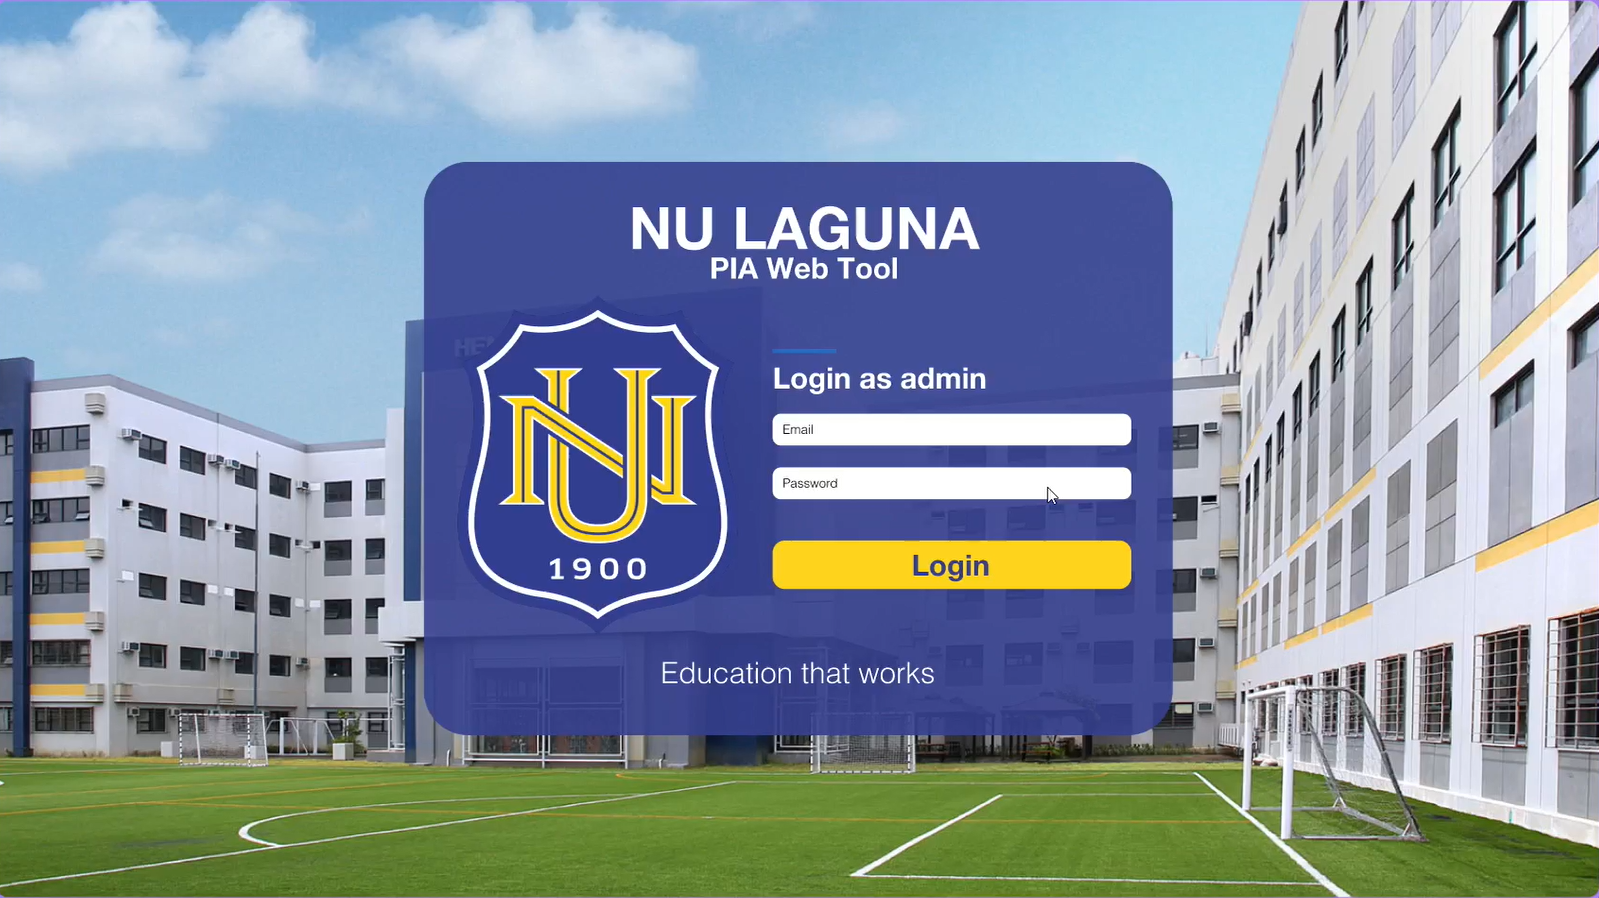 NU LAGUNA
PIA Web Tool
Login as admin
Email
Password
Login
NU
1900
Education that works